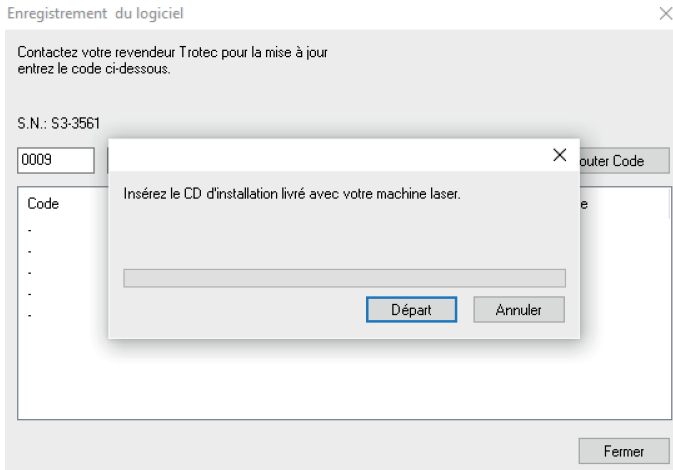 Enregistrement du logiciel
Contactez votre revendeur Trotec pour la mise à jour
entrez le code ci-dessous.
S.N.: S3-3561
0009
outer Code
Code
e
Insérez le CD d'installation livré avec votre machine laser.
-
-
-
-
-
Départ
Annuler
Fermer